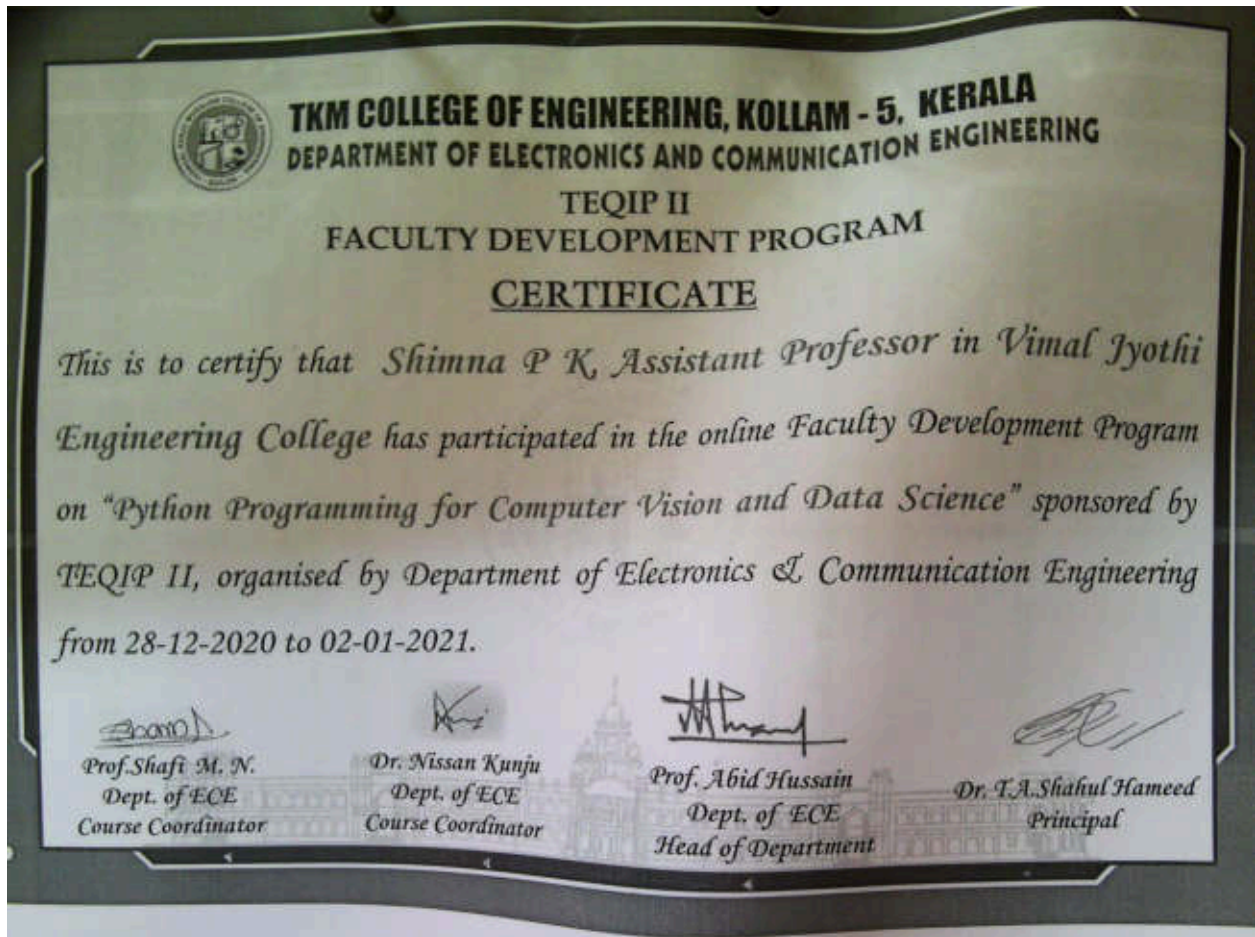 TKM COLLEGE OF ENGINEERING, KOLLAM - 5, KERALA
DEPARTMENT OF ELECTRONICS AND COMMUNICATION ENGINEERING
TEQIP II
FACULTY DEVELOPMENT PROGRAM
CERTIFICATE
This is to certify that Shimna P K, Assistant Professor in Vimal Jyothi
Engineering College has participated in the online Faculty Development Program
on "Python Programming for Computer Vision and Data Science" sponsored by
TEQIP II, organised by Department of Electronics & Communication Engineering
from 28-12-2020 to 02-01-2021.
Prof.Shafi M. N.
Dept. of ECE
Course Coordinator
Dr. Nissan Kunju
Dept. of ECE
Course Coordinator
Prof. Abid Hussain
Dept. of ECE
Head of Department
Dr. T.A.Shahul Hameed
Principal